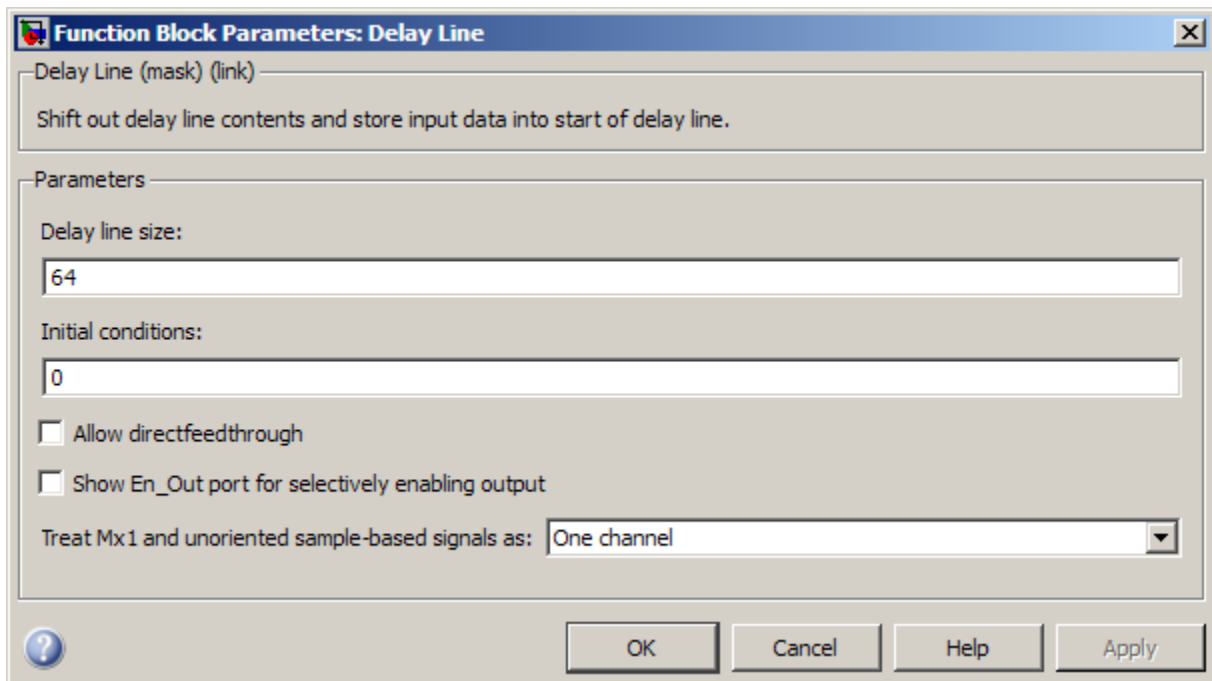 Function Block Parameters: Delay Line
Delay Line (mask) (link)
Shift out delay line contents and store input data into start of delay line.
Parameters
Delay line size:
64
Initial conditions:
0
Allow directfeedthrough
Show En_Out port for selectively enabling output
Treat Mx1 and unoriented sample-based signals as: One channel
OK Cancel Help Apply